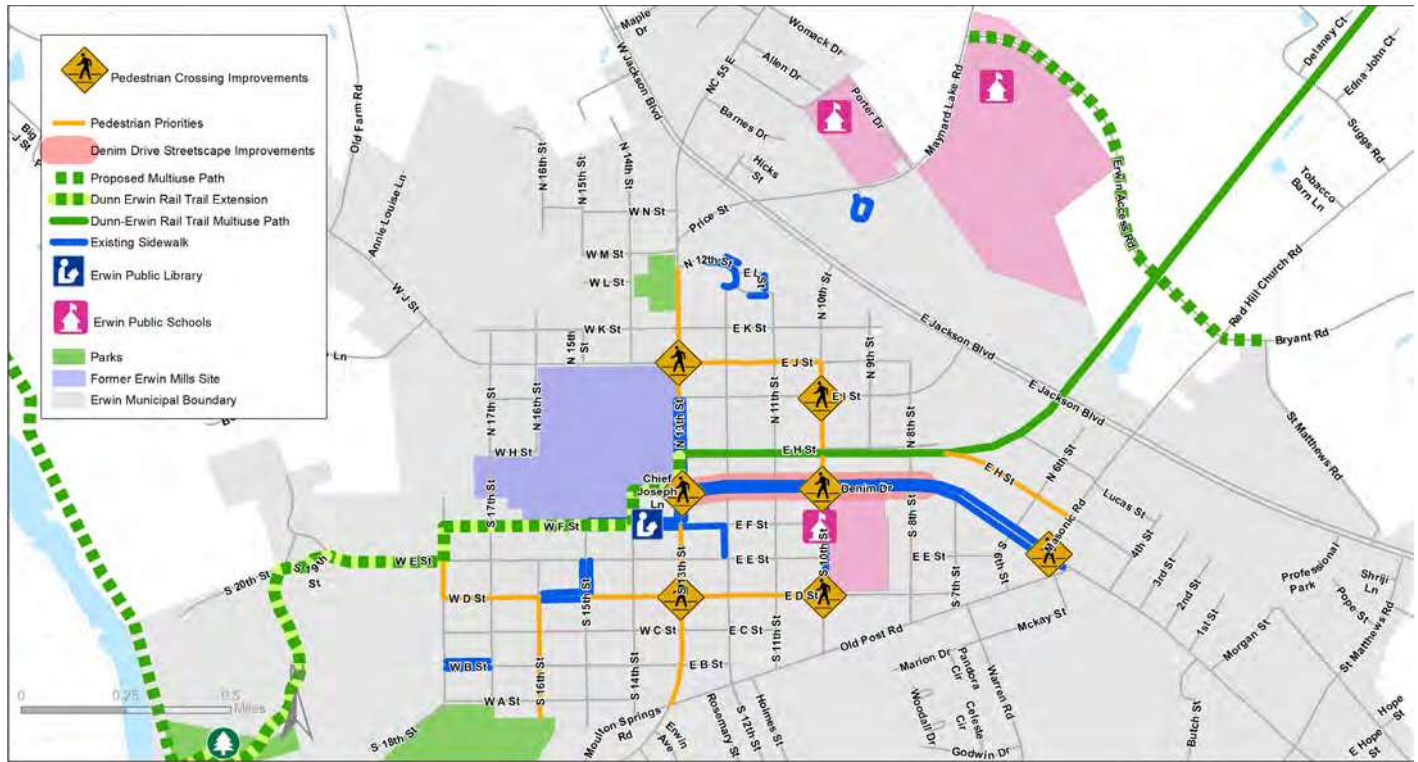 Pedestrian Crossing Improvements
Pedestrian Priorities
Denim Drive Streetscape Improvements
Proposed Multiuse Path
Dunn Erwin Rail Trail Extension
Dunn-Erwin Rail Trail Multiuse Path
Existing Sidewalk
Erwin Public Library
Erwin Public Schools
Parks
Former Erwin Mills Site
Erwin Municipal Boundary
Big
J St
Old Farm Rd
Annie Louise Ln
W J St
Ln
Maple
Dr
W Jackson Blvd
NC 55 E
Womack Dr
Allen Dr
Porter Dr
Barnes Dr
Hicks
St
Maynard Lake Rd
Price St
Erwin Access Rd
Delaney Ct
Edna John Ct
Suggs Rd
Tobacco
Barn Ln
Red Hill Church Rd
Bryant Rd
St Matthews Rd
N 16th St
N 15th St
N 14th St
W N St
W M St
W L St
N 12th St
E L St
N 10th St
W K St
E K St
N 15th
St
E J St
N 9th St
E Jackson Blvd
E Jackson Blvd
N 17th St
N 16th St
N 13th St
N 11th St
E I St
N 8th St
W H St
E H St
E H St
N 6th St
Lucas St
Chief
Joseph
Ln
Denim Dr
Masonic Rd
S 17th St
W F St
E F St
S 10th St
S 8th St
4th St
3rd St
2nd St
1st St
Professional
Park
Shriji
Ln
Pope St
St Matthews Rd
S 20th St
S 19th
St
W E St
E E St
E E St
S 6th St
S 7th St
W D St
S 15th St
S 13th St
E D St
W C St
E C St
S 11th St
Old Post Rd
Mckay St
Morgan St
W B St
S 16th St
S 14th St
E B St
Marion Dr
Pandora
Cir
Celeste
Cir
Warren Rd
Woodall Dr
Godwin Dr
W A St
S 18th St
Moulton Springs
Rd
Erwin
Ave
Rosemary St
S 12th St
Holmes St
Butch St
Hope St
E Hope St
0
0.25
0.5
Miles